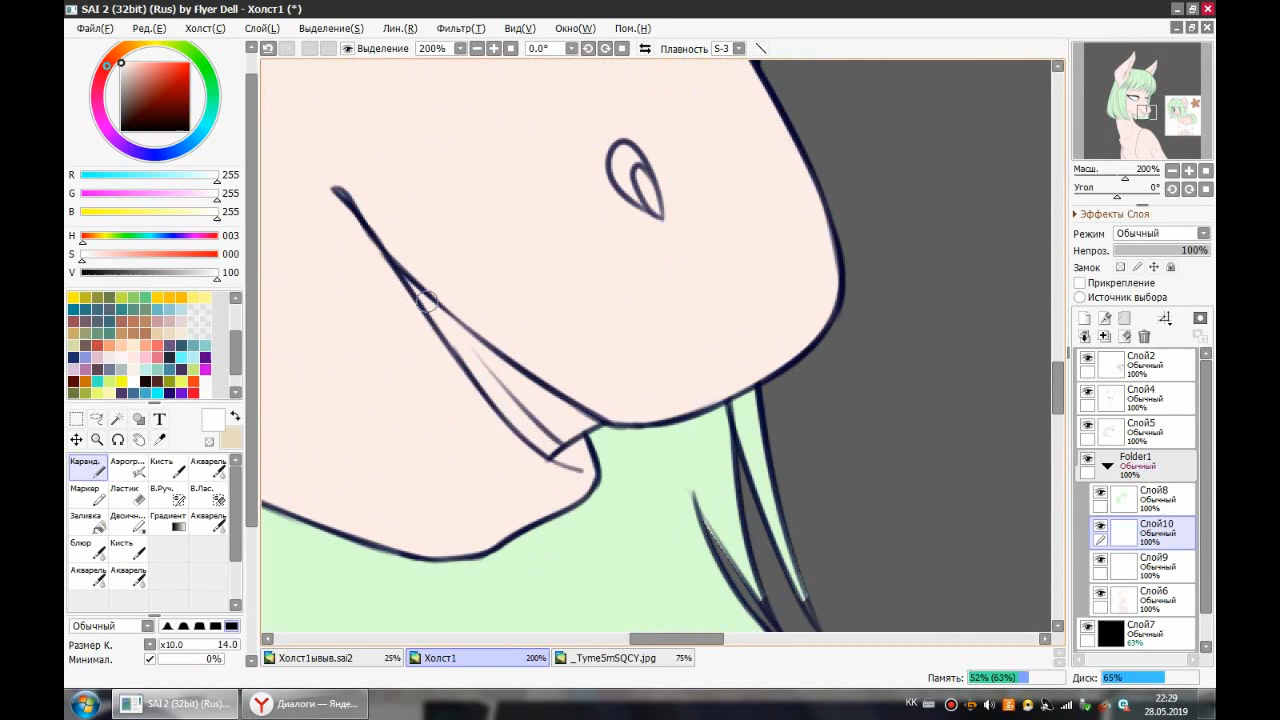 SAI 2 (32bit) (Rus) by Flyer Dell - Холст1 (*)
Файл(F) Ред.(E) Холст(C) Слой(L) Выделение(S) Лин.(R) Фильтр(T) Вид(V) Окно(W) Пом.(H)
Выделение 200% 0.0° Плавность S-3
R 255
G 255
B 255
H 003
S 000
V 100
T
Каранд. Аэрогр... Кисть Акварель
Маркер Ластик В.Руч. В.Лас.
Заливка Двоичн... Градиент Акварель
блюр Кисть
Акварель Акварель
Обычный
Размер К. x10.0 14.0
Минимал. 0%
Масш. 200%
Угол 0°
Эффекты Слоя
Режим Обычный
Непроз. 100%
Замок
Прикрепление
Источник выбора
Слой2
Обычный
100%
Слой4
Обычный
100%
Слой5
Обычный
100%
Folder1
Обычный
100%
Слой8
Обычный
100%
Слой10
Обычный
100%
Слой9
Обычный
100%
Слой6
Обычный
100%
Слой7
Обычный
63%
Холст1ывыв.sai2 25% Холст1 200% _Tyme5mSQCY.jpg 75%
Память: 52% (63%) Диск: 65%
SAI 2 (32bit) (Rus)... Диалоги — Янде...
KK
22:29
28.05.2019